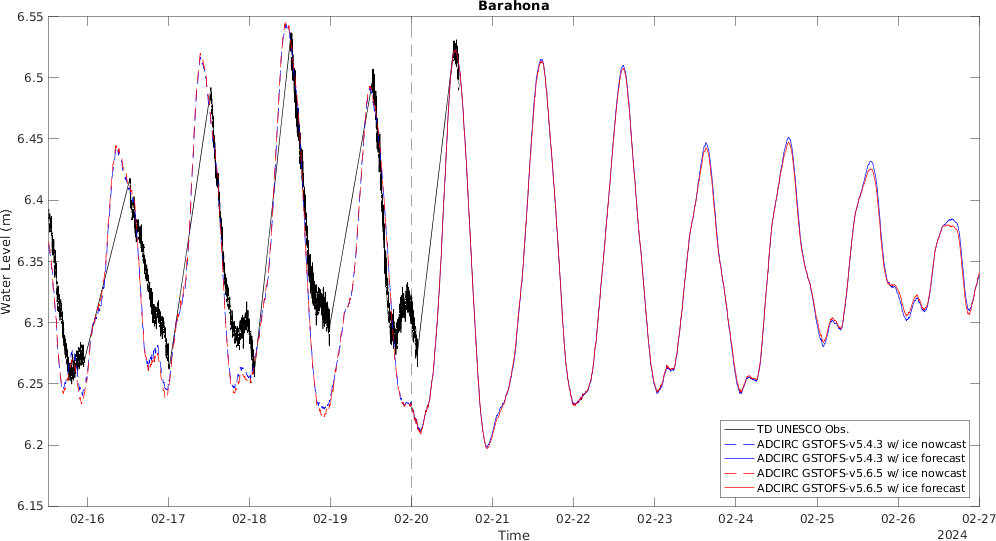 Barahona
6.55
6.5
6.45
6.4
6.35
6.3
6.25
6.2
6.15
Water Level (m)
TD UNESCO Obs.
ADCIRC GSTOFS-v5.4.3 w/ ice nowcast
ADCIRC GSTOFS-v5.4.3 w/ ice forecast
ADCIRC GSTOFS-v5.6.5 w/ ice nowcast
ADCIRC GSTOFS-v5.6.5 w/ ice forecast
02-16 02-17 02-18 02-19 02-20 02-21 02-22 02-23 02-24 02-25 02-26 02-27
Time
2024